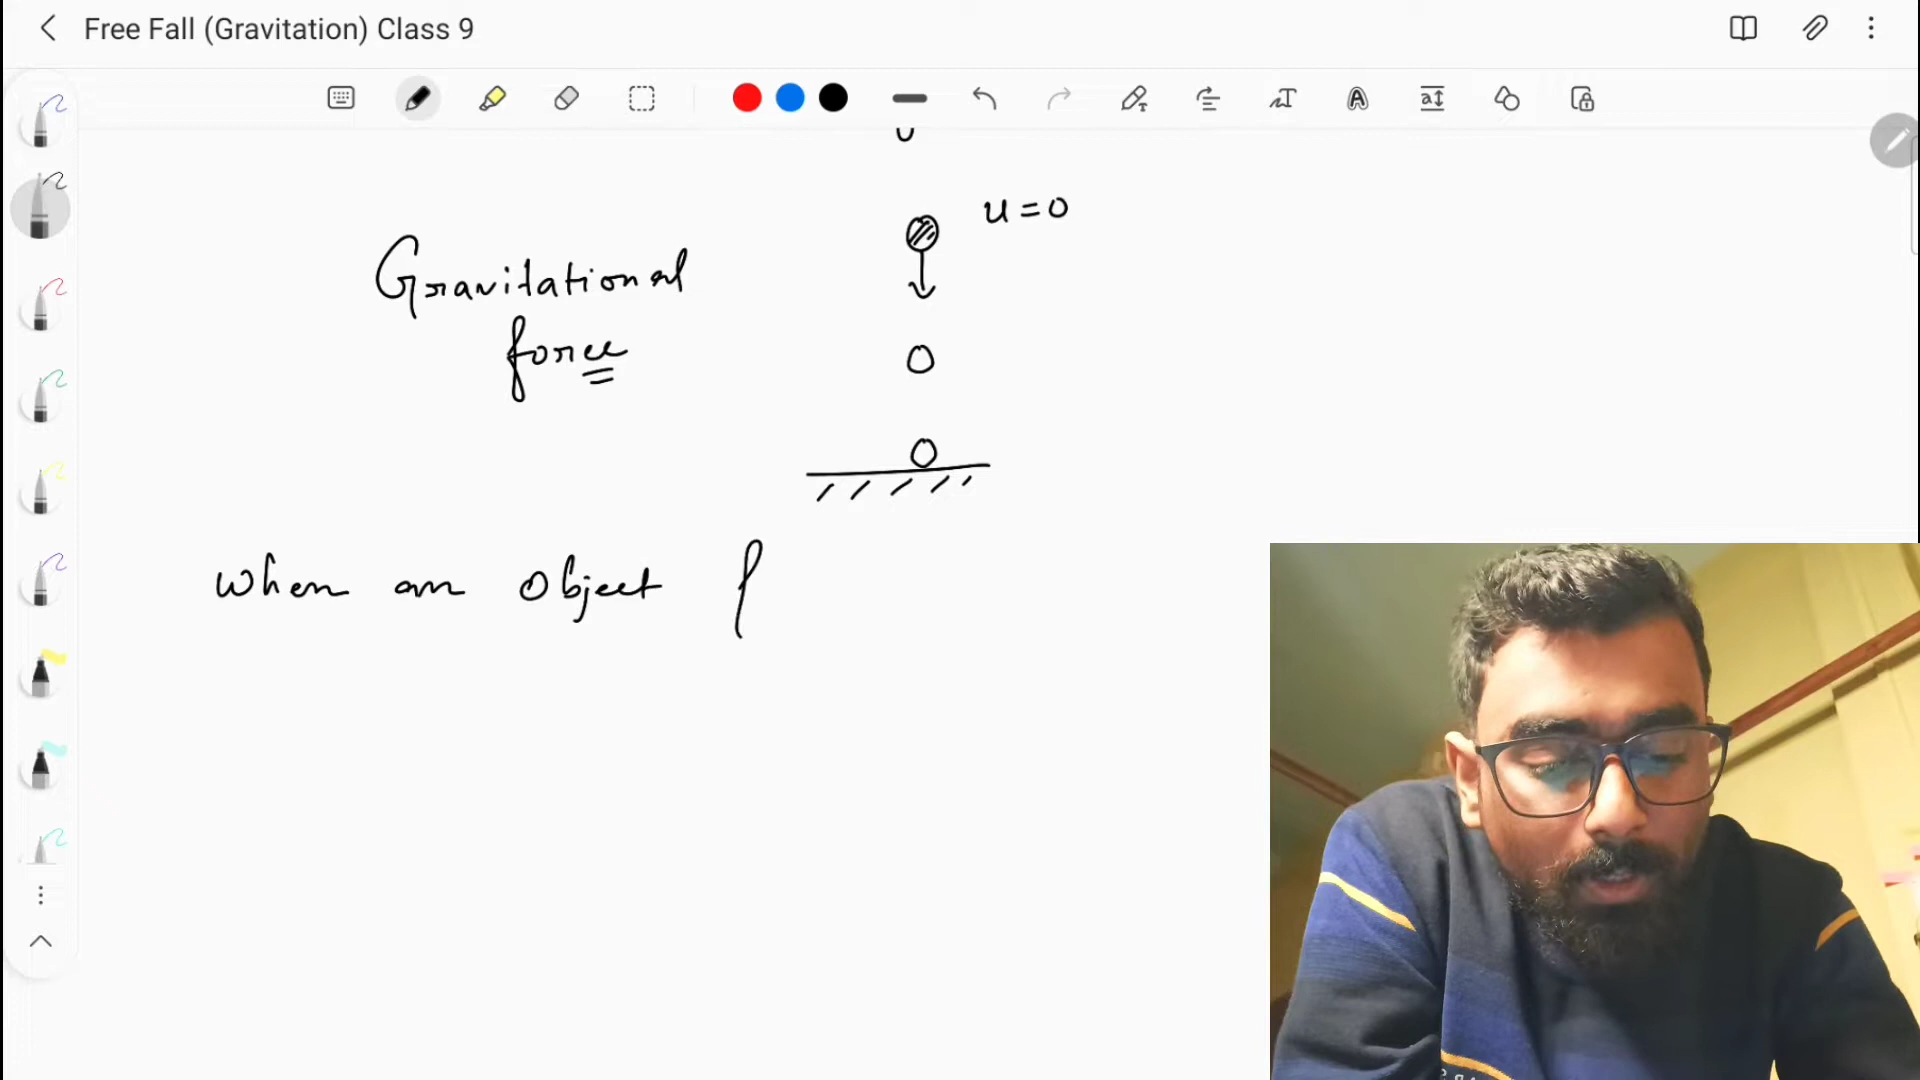 Free Fall (Gravitation) Class 9
u = 0
Gravitational
force
When an object f